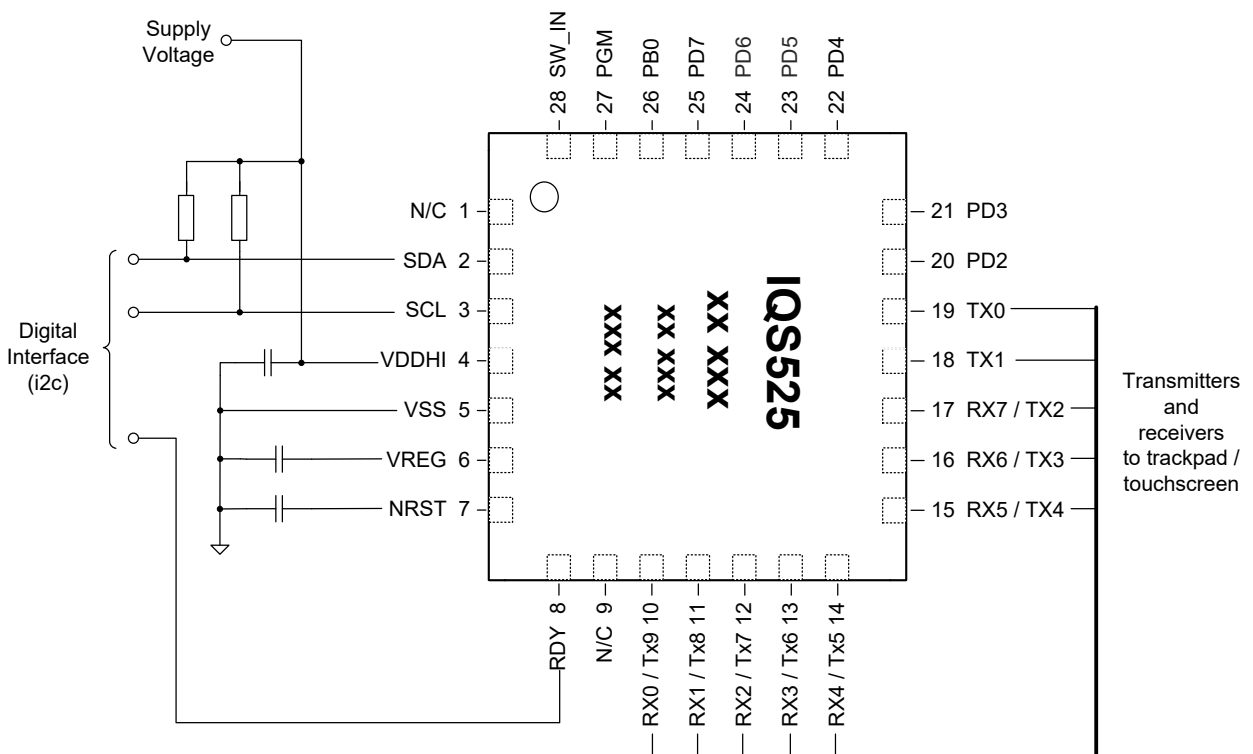 Supply
Voltage
28 SW_IN
27 PGM
26 PB0
25 PD7
24 PD6
23 PD5
22 PD4
N/C 1
SDA 2
SCL 3
VDDHI 4
VSS 5
VREG 6
NRST 7
Digital
Interface
(i2c)
IQS525
xx xxx
xxx xx
xx xxx
21 PD3
20 PD2
19 TX0
18 TX1
17 RX7 / TX2
16 RX6 / TX3
15 RX5 / TX4
Transmitters
and
receivers
to trackpad /
touchscreen
RDY 8
N/C 9
RX0 / Tx9 10
RX1 / Tx8 11
RX2 / Tx7 12
RX3 / Tx6 13
RX4 / Tx5 14